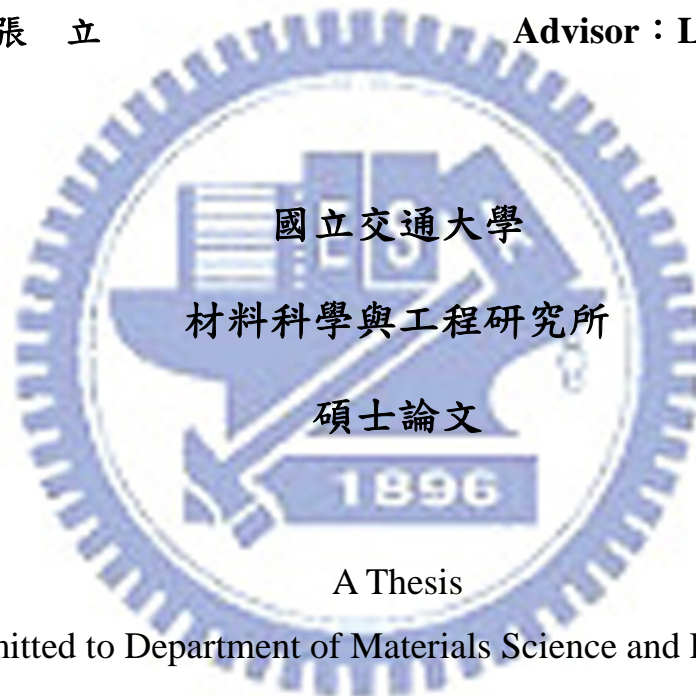 張 立 Advisor：L
國立交通大學
材料科學與工程研究所
碩士論文
1896
A Thesis
mitted to Department of Materials Science and